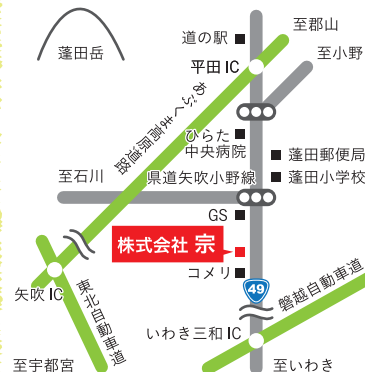 至郡山
道の駅
至小野
蓬田岳
平田IC
あぶくま高原道路
ひらた
中央病院
蓬田郵便局
至石川
県道矢吹小野線
蓬田小学校
GS
株式会社 宗
コメリ
49
矢吹IC
東北自動車道
磐越自動車道
いわき三和IC
至宇都宮
至いわき